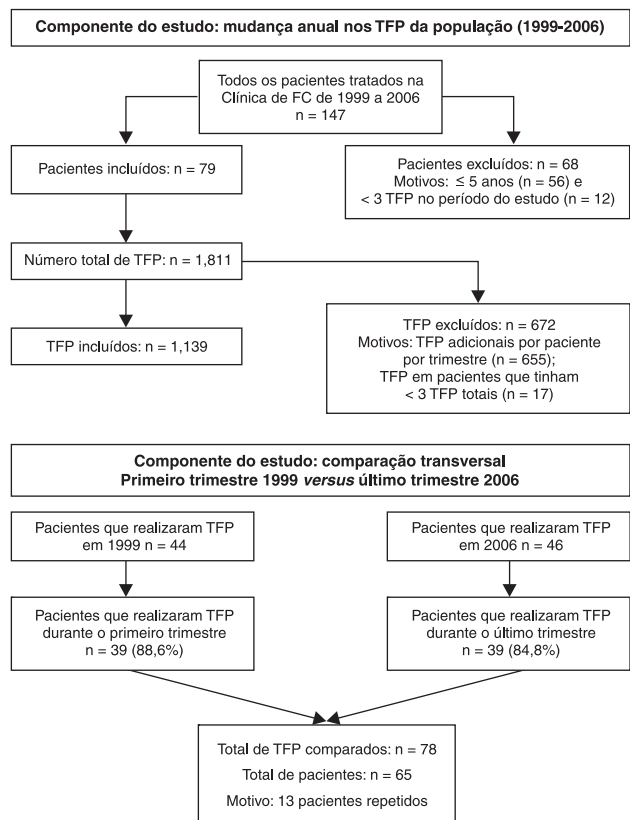 Componente do estudo: mudança anual nos TFP da população (1999-2006)
Todos os pacientes tratados na
Clínica de FC de 1999 a 2006
n = 147
Pacientes incluídos: n = 79
Pacientes excluídos: n = 68
Motivos: ≤ 5 anos (n = 56) e
< 3 TFP no período do estudo (n = 12)
Número total de TFP: n = 1,811
TFP incluídos: n = 1,139
TFP excluídos: n = 672
Motivos: TFP adicionais por paciente
por trimestre (n = 655);
TFP em pacientes que tinham
< 3 TFP totais (n = 17)
Componente do estudo: comparação transversal
Primeiro trimestre 1999 versus último trimestre 2006
Pacientes que realizaram TFP
em 1999 n = 44
Pacientes que realizaram TFP
em 2006 n = 46
Pacientes que realizaram TFP
durante o primeiro trimestre
n = 39 (88,6%)
Pacientes que realizaram TFP
durante o último trimestre
n = 39 (84,8%)
Total de TFP comparados: n = 78
Total de pacientes: n = 65
Motivo: 13 pacientes repetidos